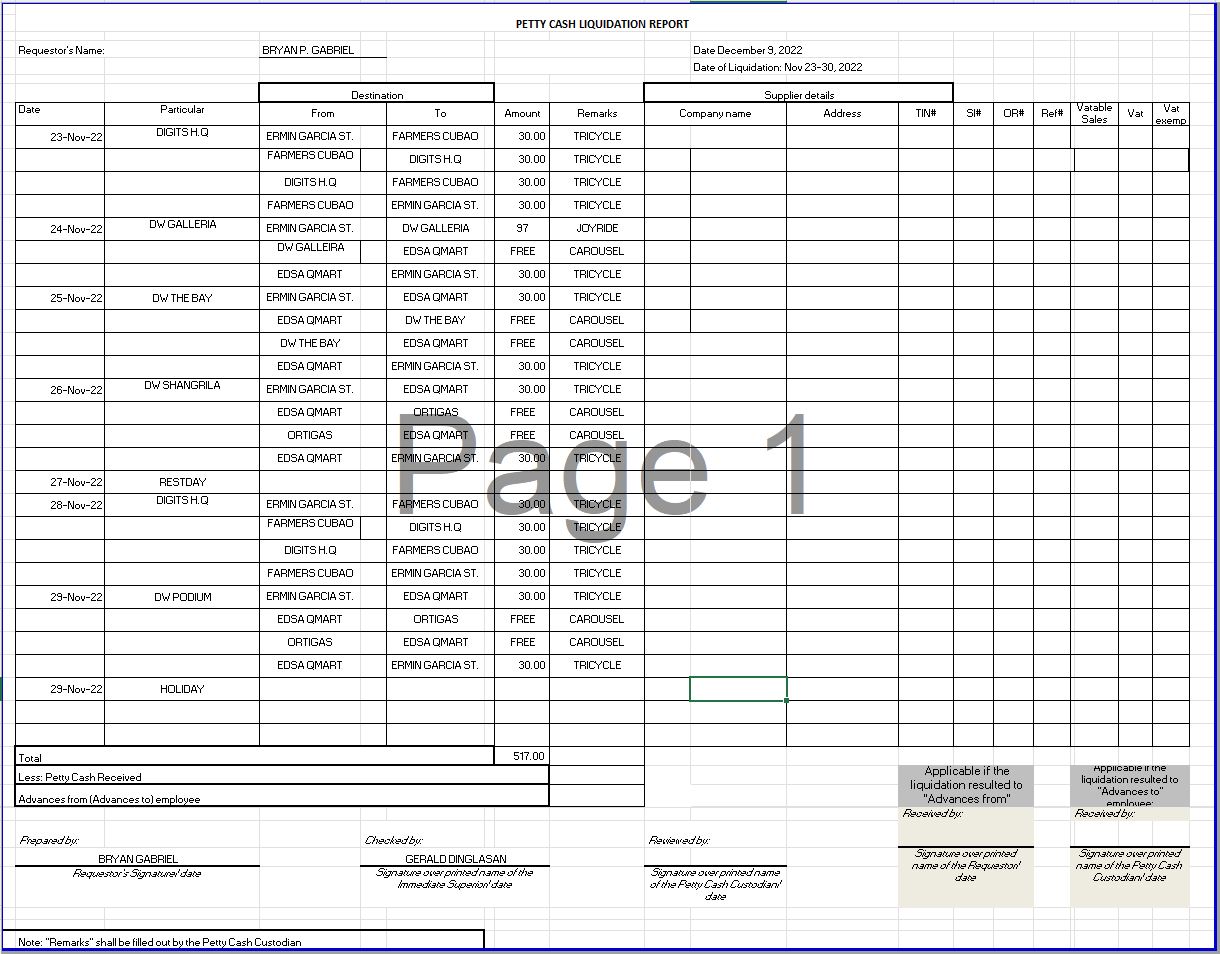 PETTY CASH LIQUIDATION REPORT
Requestor's Name: BRYAN P. GABRIEL Date December 9, 2022
Date of Liquidation: Nov 23-30, 2022
Destination Supplier details
Date Particular From To Amount Remarks Company name Address TIN# SI# OR# Ref# Vatable Sales Vat Vat exemp
23-Nov-22 DIGITS H.Q ERMIN GARCIA ST. FARMERS CUBAO 30.00 TRICYCLE
FARMERS CUBAO DIGITS H.Q 30.00 TRICYCLE
DIGITS H.Q FARMERS CUBAO 30.00 TRICYCLE
FARMERS CUBAO ERMIN GARCIA ST. 30.00 TRICYCLE
24-Nov-22 DW GALLERIA ERMIN GARCIA ST. DW GALLERIA 97 JOYRIDE
DW GALLEIRA EDSA QMART FREE CAROUSEL
EDSA QMART ERMIN GARCIA ST. 30.00 TRICYCLE
25-Nov-22 DW THE BAY ERMIN GARCIA ST. EDSA QMART 30.00 TRICYCLE
EDSA QMART DW THE BAY FREE CAROUSEL
DW THE BAY EDSA QMART FREE CAROUSEL
EDSA QMART ERMIN GARCIA ST. 30.00 TRICYCLE
26-Nov-22 DW SHANGRILA ERMIN GARCIA ST. EDSA QMART 30.00 TRICYCLE
EDSA QMART ORTIGAS FREE CAROUSEL
ORTIGAS EDSA QMART FREE CAROUSEL
EDSA QMART ERMIN GARCIA ST. 30.00 TRICYCLE
Page 1
27-Nov-22 RESTDAY
28-Nov-22 DIGITS H.Q ERMIN GARCIA ST. FARMERS CUBAO 30.00 TRICYCLE
FARMERS CUBAO DIGITS H.Q 30.00 TRICYCLE
DIGITS H.Q FARMERS CUBAO 30.00 TRICYCLE
FARMERS CUBAO ERMIN GARCIA ST. 30.00 TRICYCLE
29-Nov-22 DW PODIUM ERMIN GARCIA ST. EDSA QMART 30.00 TRICYCLE
EDSA QMART ORTIGAS FREE CAROUSEL
ORTIGAS EDSA QMART FREE CAROUSEL
EDSA QMART ERMIN GARCIA ST. 30.00 TRICYCLE
29-Nov-22 HOLIDAY
Total 517.00
Less: Petty Cash Received
Advances from (Advances to) employee
Applicable if the
liquidation resulted to
"Advances from"
Applicable if the
liquidation resulted to
"Advances to"
employee:
Received by: Received by:
Prepared by: Checked by: Reviewed by:
BRYAN GABRIEL GERALD DINGLASAN
Requestor's Signature/ date
Signature over printed name of the
Immediate Superior/ date
Signature over printed name
of the Petty Cash Custodian/
date
Signature over printed
name of the Requestor/
date
Signature over printed
name of the Petty Cash
Custodian/ date
Note: "Remarks" shall be filled out by the Petty Cash Custodian